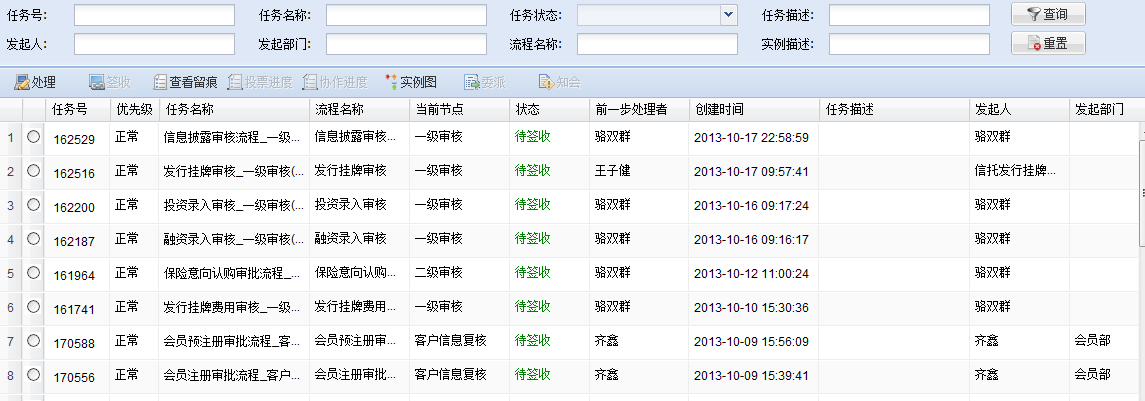 任务号: 任务名称: 任务状态: 任务描述: 查询
发起人: 发起部门: 流程名称: 实例描述: 重置
处理 签收 查看留痕 投票进度 协作进度 实例图 委派 知会
任务号 优先级 任务名称 流程名称 当前节点 状态 前一步处理者 创建时间 任务描述 发起人 发起部门
1 162529 正常 信息披露审核流程_一级... 信息披露审核... 一级审核 待签收 骆双群 2013-10-17 22:58:59 骆双群
2 162516 正常 发行挂牌审核_一级审核(... 发行挂牌审核 一级审核 待签收 王子健 2013-10-17 09:57:41 信托发行挂牌...
3 162200 正常 投资录入审核_一级审核(... 投资录入审核 一级审核 待签收 骆双群 2013-10-16 09:17:24 骆双群
4 162187 正常 融资录入审核_一级审核(... 融资录入审核 一级审核 待签收 骆双群 2013-10-16 09:16:17 骆双群
5 161964 正常 保险意向认购审批流程_... 保险意向认购... 二级审核 待签收 骆双群 2013-10-12 11:00:24 骆双群
6 161741 正常 发行挂牌费用审核_一级... 发行挂牌费用... 一级审核 待签收 骆双群 2013-10-10 15:30:36 骆双群
7 170588 正常 会员预注册审批流程_客... 会员预注册审... 客户信息复核 待签收 齐鑫 2013-10-09 15:56:09 齐鑫 会员部
8 170556 正常 会员注册审批流程_客户... 会员注册审批... 客户信息复核 待签收 齐鑫 2013-10-09 15:39:41 齐鑫 会员部